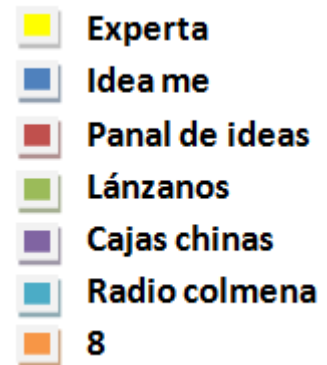 Experta
Idea me
Panal de ideas
Lánzanos
Cajas chinas
Radio colmena
8